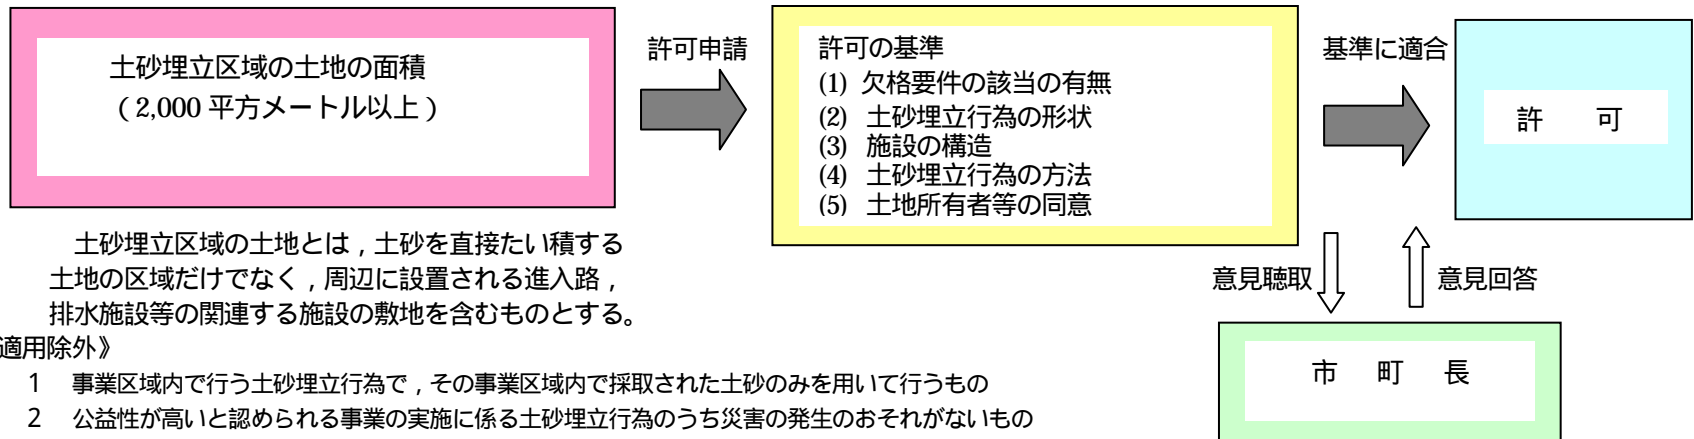 土砂埋立区域の土地の面積
（2,000 平方メートル以上）
許可申請
許可の基準
(1) 欠格要件の該当の有無
(2) 土砂埋立行為の形状
(3) 施設の構造
(4) 土砂埋立行為の方法
(5) 土地所有者等の同意
基準に適合
許 可
土砂埋立区域の土地とは，土砂を直接たい積する
土地の区域だけでなく，周辺に設置される進入路，
排水施設等の関連する施設の敷地を含むものとする。
意見聴取
意見回答
市 町 長
適用除外》
1 事業区域内で行う土砂埋立行為で，その事業区域内で採取された土砂のみを用いて行うもの
2 公益性が高いと認められる事業の実施に係る土砂埋立行為のうち災害の発生のおそれがないもの